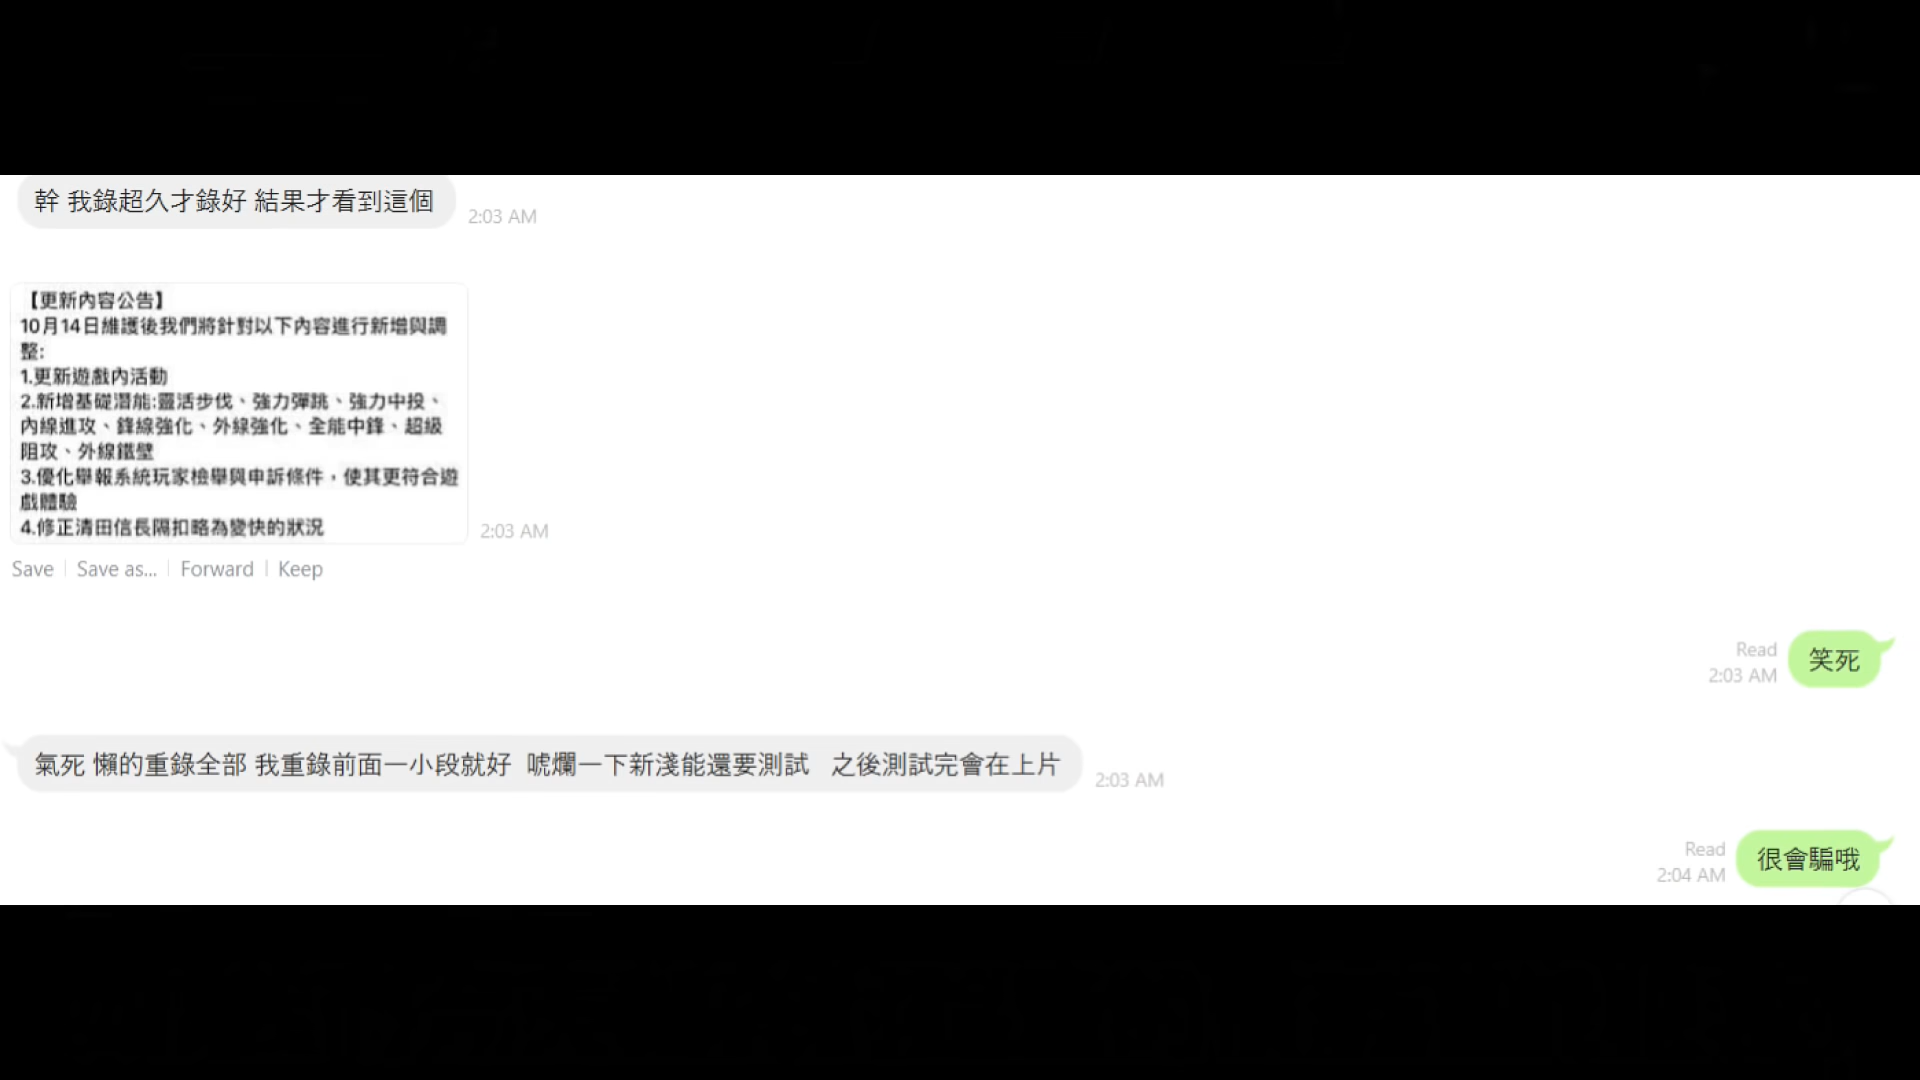 幹 我錄超久才錄好 結果才看到這個
2:03 AM
【更新內容公告】
10月14日維護後我們將針對以下內容進行新增與調
整:
1.更新遊戲內活動
2.新增基礎潛能:靈活步伐、強力彈跳、強力中投、
內線進攻、鋒線強化、外線強化、全能中鋒、超級
阻攻、外線鐵壁
3.優化舉報系統玩家檢舉與申訴條件，使其更符合遊
戲體驗
4.修正清田信長隔扣略為變快的狀況
2:03 AM
Save | Save as... | Forward | Keep
Read
2:03 AM
笑死
氣死 懶的重錄全部 我重錄前面一小段就好  唬爛一下新淺能還要測試   之後測試完會在上片
2:03 AM
Read
2:04 AM
很會騙哦